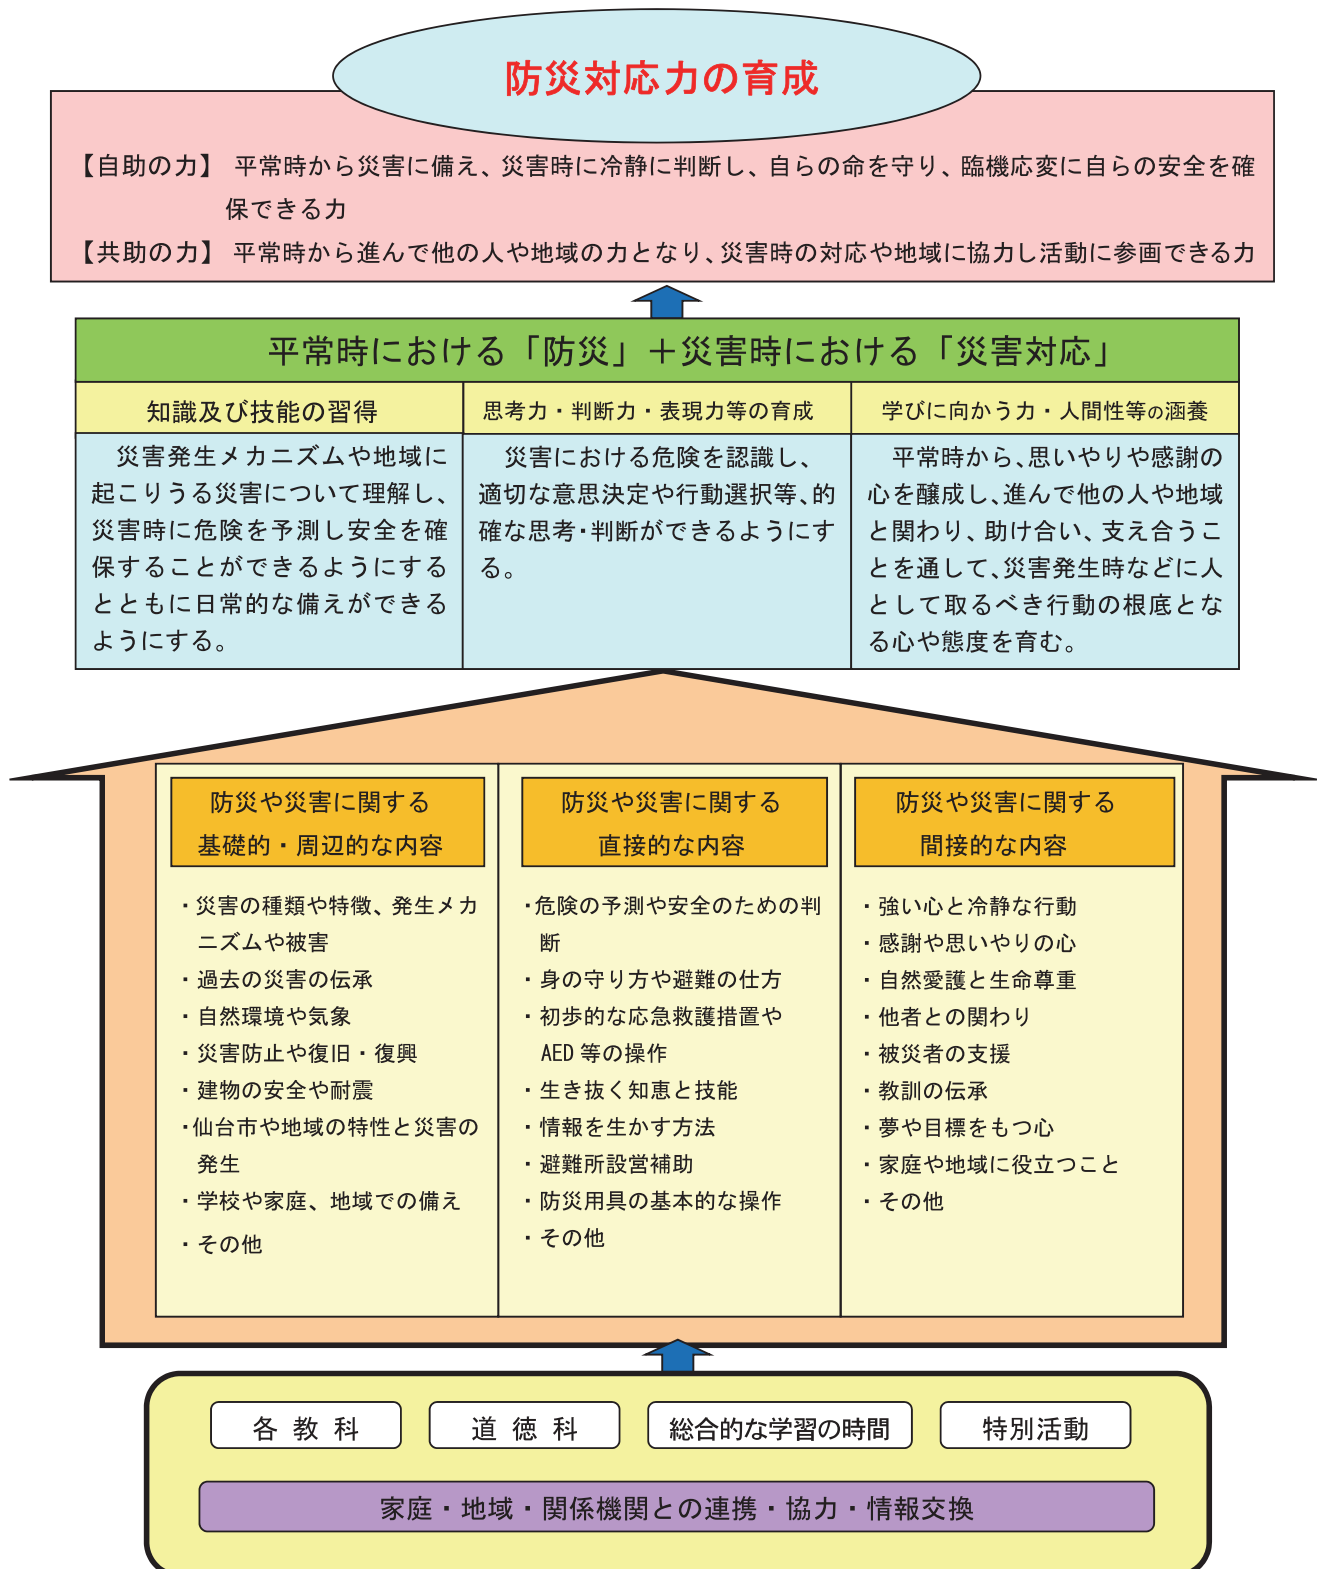 防災対応力の育成
【自助の力】 平常時から災害に備え、災害時に冷静に判断し、自らの命を守り、臨機応変に自らの安全を確
保できる力
【共助の力】 平常時から進んで他の人や地域の力となり、災害時の対応や地域に協力し活動に参画できる力
平常時における「防災」＋災害時における「災害対応」
知識及び技能の習得
災害発生メカニズムや地域に
起こりうる災害について理解し、
災害時に危険を予測し安全を確
保することができるようにする
とともに日常的な備えができる
ようにする。
思考力・判断力・表現力等の育成
災害における危険を認識し、
適切な意思決定や行動選択等、的
確な思考・判断ができるようにす
る。
学びに向かう力・人間性等の涵養
平常時から、思いやりや感謝の
心を醸成し、進んで他の人や地域
と関わり、助け合い、支え合うこ
とを通して、災害発生時などに人
として取るべき行動の根底とな
る心や態度を育む。
防災や災害に関する
基礎的・周辺的な内容
・災害の種類や特徴、発生メカ
ニズムや被害
・過去の災害の伝承
・自然環境や気象
・災害防止や復旧・復興
・建物の安全や耐震
・仙台市や地域の特性と災害の
発生
・学校や家庭、地域での備え
・その他
防災や災害に関する
直接的な内容
・危険の予測や安全のための判
断
・身の守り方や避難の仕方
・初歩的な応急救護措置や
AED 等の操作
・生き抜く知恵と技能
・情報を生かす方法
・避難所設営補助
・防災用具の基本的な操作
・その他
防災や災害に関する
間接的な内容
・強い心と冷静な行動
・感謝や思いやりの心
・自然愛護と生命尊重
・他者との関わり
・被災者の支援
・教訓の伝承
・夢や目標をもつ心
・家庭や地域に役立つこと
・その他
各 教 科
道 徳 科
総合的な学習の時間
特別活動
家庭・地域・関係機関との連携・協力・情報交換